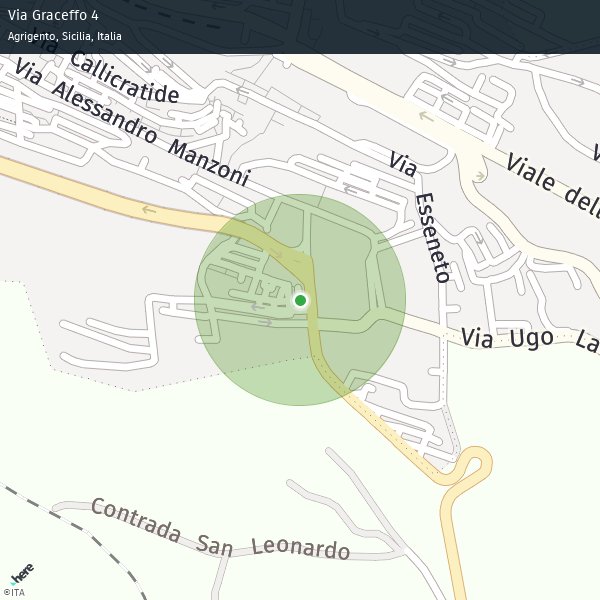 Via Graceffo 4
Agrigento, Sicilia, Italia
Via Callicratide
Via Alessandro Manzoni
Via Esseneto
Viale dell
Via Ugo La
Contrada San Leonardo
here
©ITA